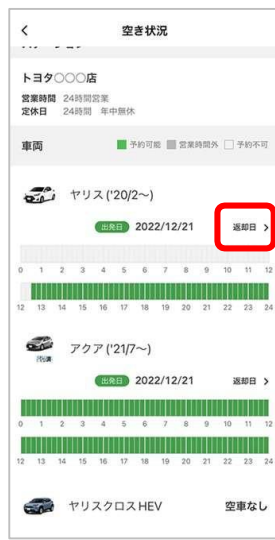 空き状況
トヨタ〇〇〇店
営業時間 24時間営業
定休日 24時間 年中無休
車両 予約可能 営業時間外 予約不可
ヤリス ('20/2〜)
出発日 2022/12/21 返却日
0 1 2 3 4 5 6 7 8 9 10 11 12
12 13 14 15 16 17 18 19 20 21 22 23 24
アクア ('21/7〜)
出発日 2022/12/21 返却日
0 1 2 3 4 5 6 7 8 9 10 11 12
12 13 14 15 16 17 18 19 20 21 22 23 24
ヤリスクロス HEV 空車なし